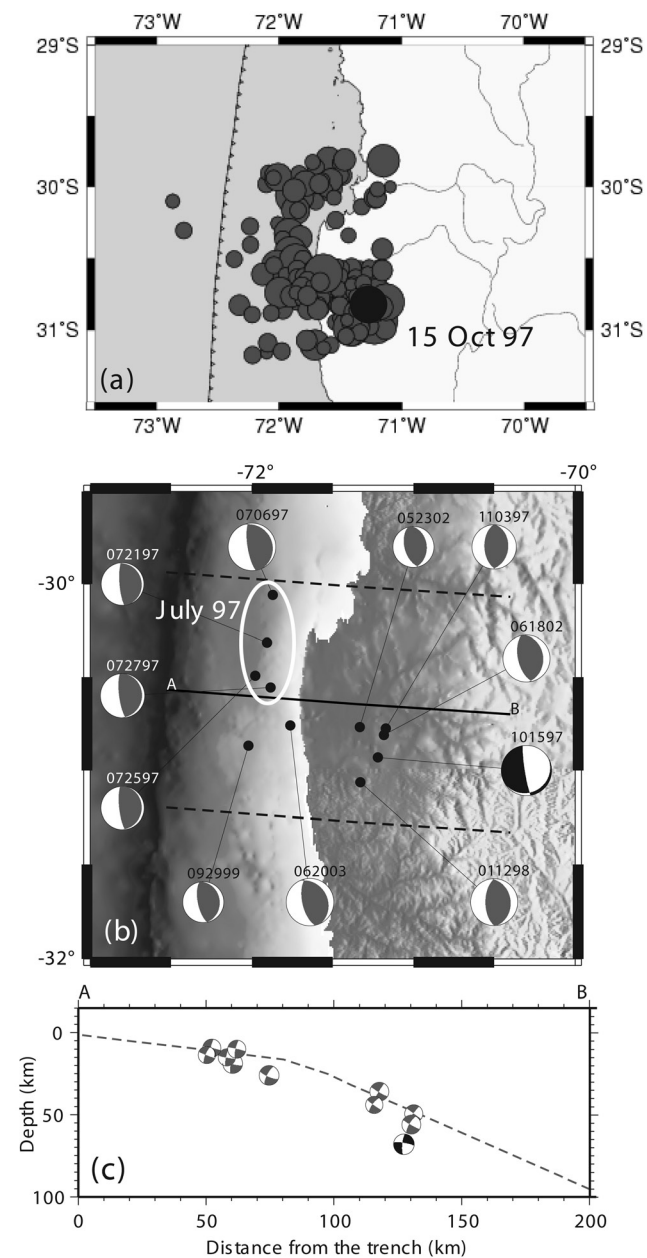 73°W 72°W 71°W 70°W
29°S 29°S
30°S 30°S
31°S 31°S
15 Oct 97
(a)
73°W 72°W 71°W 70°W
-72° -70°
070697 052302 110397
072197
-30°
July 97
061802
072797
A
B
101597
072597
092999 062003 011298
(b)
-32°
A B
0
50
100
Depth (km)
(c)
0 50 100 150 200
Distance from the trench (km)